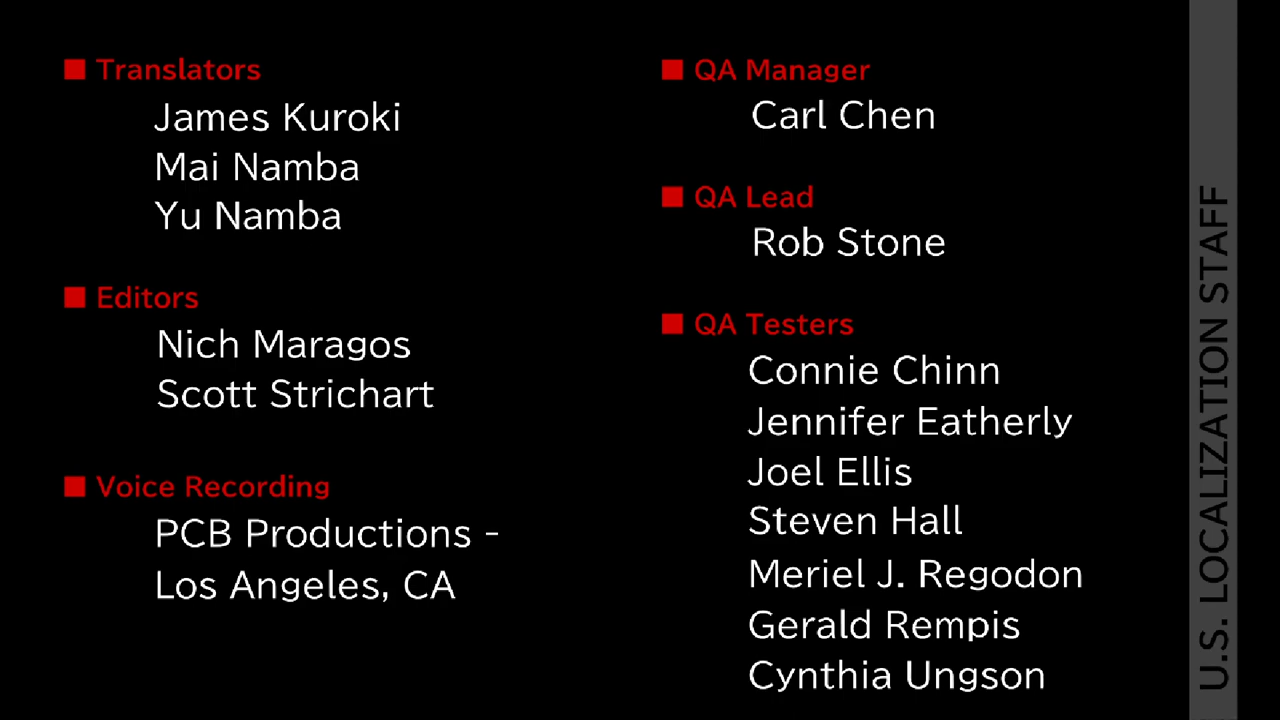 ■ Translators
James Kuroki
Mai Namba
Yu Namba
■ Editors
Nich Maragos
Scott Strichart
■ Voice Recording
PCB Productions -
Los Angeles, CA
■ QA Manager
Carl Chen
■ QA Lead
Rob Stone
■ QA Testers
Connie Chinn
Jennifer Eatherly
Joel Ellis
Steven Hall
Meriel J. Regodon
Gerald Rempis
Cynthia Ungson
U.S. LOCALIZATION STAFF